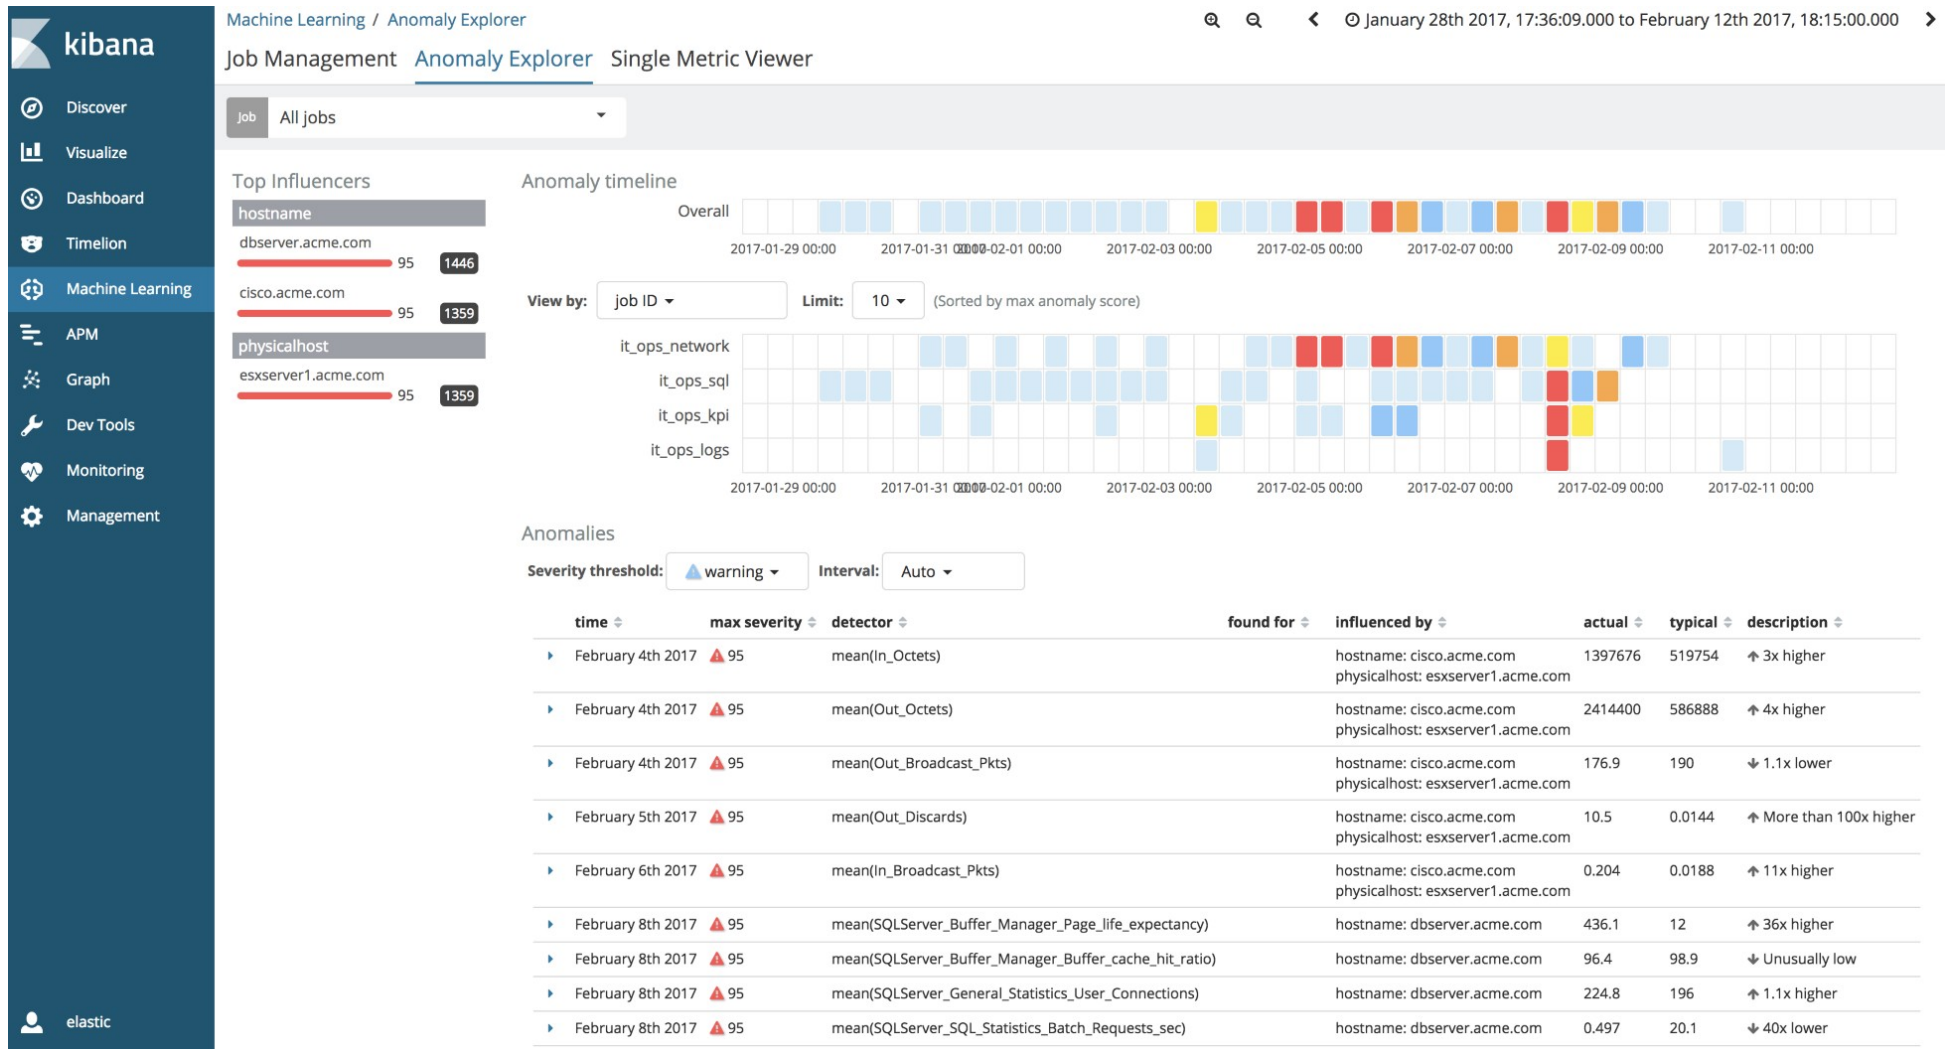 kibana
Discover
Visualize
Dashboard
Timelion
Machine Learning
APM
Graph
Dev Tools
Monitoring
Management
elastic
Machine Learning / Anomaly Explorer
January 28th 2017, 17:36:09.000 to February 12th 2017, 18:15:00.000
Job Management Anomaly Explorer Single Metric Viewer
Job All jobs
Top Influencers
hostname
dbserver.acme.com
95 1446
cisco.acme.com
95 1359
physicalhost
esxserver1.acme.com
95 1359
Anomaly timeline
Overall
2017-01-29 00:00 2017-01-31 00:00 2017-02-01 00:00 2017-02-03 00:00 2017-02-05 00:00 2017-02-07 00:00 2017-02-09 00:00 2017-02-11 00:00
View by: job ID Limit: 10 (Sorted by max anomaly score)
it_ops_network
it_ops_sql
it_ops_kpi
it_ops_logs
2017-01-29 00:00 2017-01-31 00:00 2017-02-01 00:00 2017-02-03 00:00 2017-02-05 00:00 2017-02-07 00:00 2017-02-09 00:00 2017-02-11 00:00
Anomalies
Severity threshold: warning Interval: Auto
time max severity detector found for influenced by actual typical description
February 4th 2017 95 mean(In_Octets) hostname: cisco.acme.com 1397676 519754 3x higher
physicalhost: esxserver1.acme.com
February 4th 2017 95 mean(Out_Octets) hostname: cisco.acme.com 2414400 586888 4x higher
physicalhost: esxserver1.acme.com
February 4th 2017 95 mean(Out_Broadcast_Pkts) hostname: cisco.acme.com 176.9 190 1.1x lower
physicalhost: esxserver1.acme.com
February 5th 2017 95 mean(Out_Discards) hostname: cisco.acme.com 10.5 0.0144 More than 100x higher
physicalhost: esxserver1.acme.com
February 6th 2017 95 mean(In_Broadcast_Pkts) hostname: cisco.acme.com 0.204 0.0188 11x higher
physicalhost: esxserver1.acme.com
February 8th 2017 95 mean(SQLServer_Buffer_Manager_Page_life_expectancy) hostname: dbserver.acme.com 436.1 12 36x higher
February 8th 2017 95 mean(SQLServer_Buffer_Manager_Buffer_cache_hit_ratio) hostname: dbserver.acme.com 96.4 98.9 Unusually low
February 8th 2017 95 mean(SQLServer_General_Statistics_User_Connections) hostname: dbserver.acme.com 224.8 196 1.1x higher
February 8th 2017 95 mean(SQLServer_SQL_Statistics_Batch_Requests_sec) hostname: dbserver.acme.com 0.497 20.1 40x lower